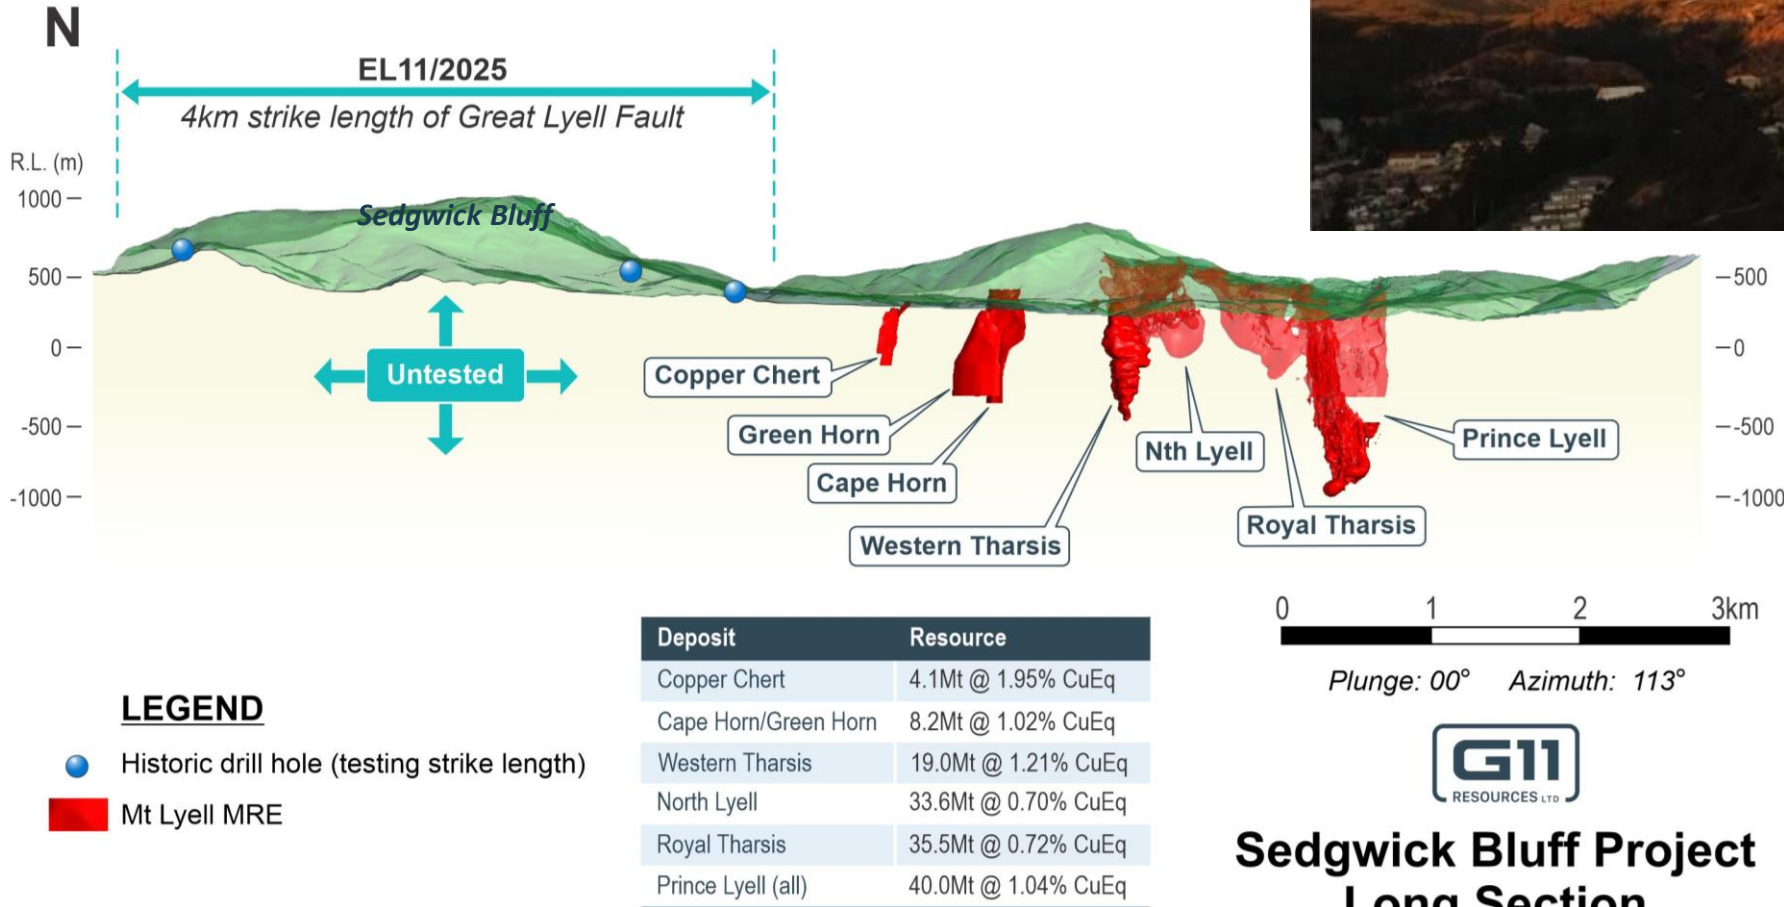 N
EL11/2025
4km strike length of Great Lyell Fault
R.L. (m)
1000
500
0
-500
-1000
Sedgwick Bluff
Untested
500
0
-500
-1000
Copper Chert
Green Horn
Cape Horn
Western Tharsis
Nth Lyell
Royal Tharsis
Prince Lyell
0 1 2 3km
Plunge: 00° Azimuth: 113°
Deposit Resource
Copper Chert 4.1Mt @ 1.95% CuEq
Cape Horn/Green Horn 8.2Mt @ 1.02% CuEq
Western Tharsis 19.0Mt @ 1.21% CuEq
North Lyell 33.6Mt @ 0.70% CuEq
Royal Tharsis 35.5Mt @ 0.72% CuEq
Prince Lyell (all) 40.0Mt @ 1.04% CuEq
LEGEND
Historic drill hole (testing strike length)
Mt Lyell MRE
G11
RESOURCES LTD
Sedgwick Bluff Project
Long Section